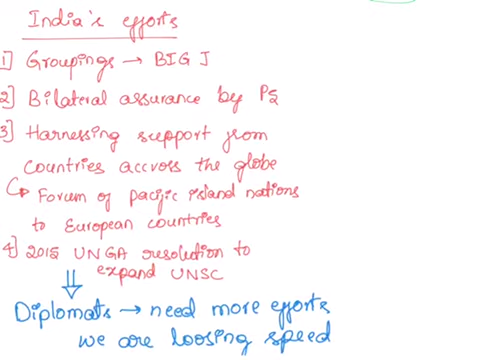 India's efforts
1] Groupings → BIG J
2] Bilateral assurance by P5
3] Harnessing support from
countries accross the globe
↳ Forum of pacific island nations
to European countries
4] 2015 UNGA resolution to
expand UNSC
⇓
Diplomats → need more efforts
we are loosing speed